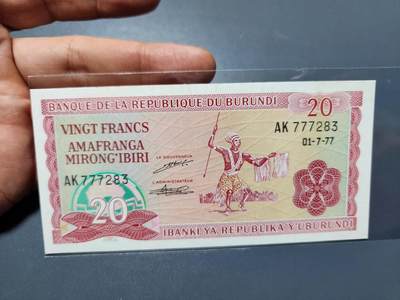 BANQUE DE LA REPUBLIQUE DU BURUNDI
20
VINGT FRANCS
AK 777283
AMAFRANGA
MIRONG'IBIRI
LE GOUVERNEUR
01-7-77
AK 777283
L'ADMINISTRATEUR
20
IBANKI YA REPUBLIKA Y'UBURUNDI